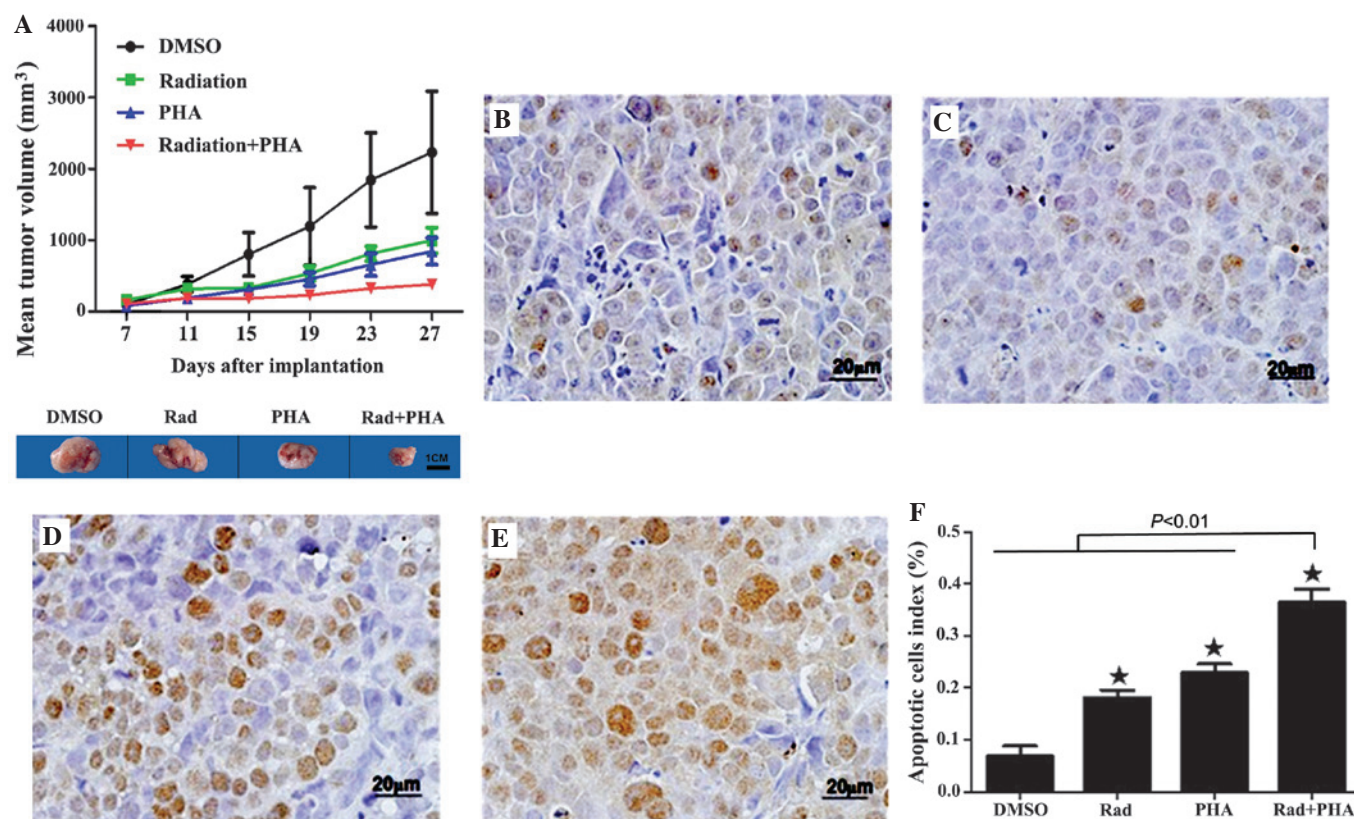 A
4000
3000
2000
1000
0
Mean tumor volume (mm³)
7 11 15 19 23 27
Days after implantation
DMSO
Radiation
PHA
Radiation+PHA
DMSO Rad PHA Rad+PHA
1CM
B
20μm
C
20μm
D
20μm
E
20μm
F
P<0.01
0.5
0.4
0.3
0.2
0.1
0.0
Apoptotic cells index (%)
DMSO Rad PHA Rad+PHA